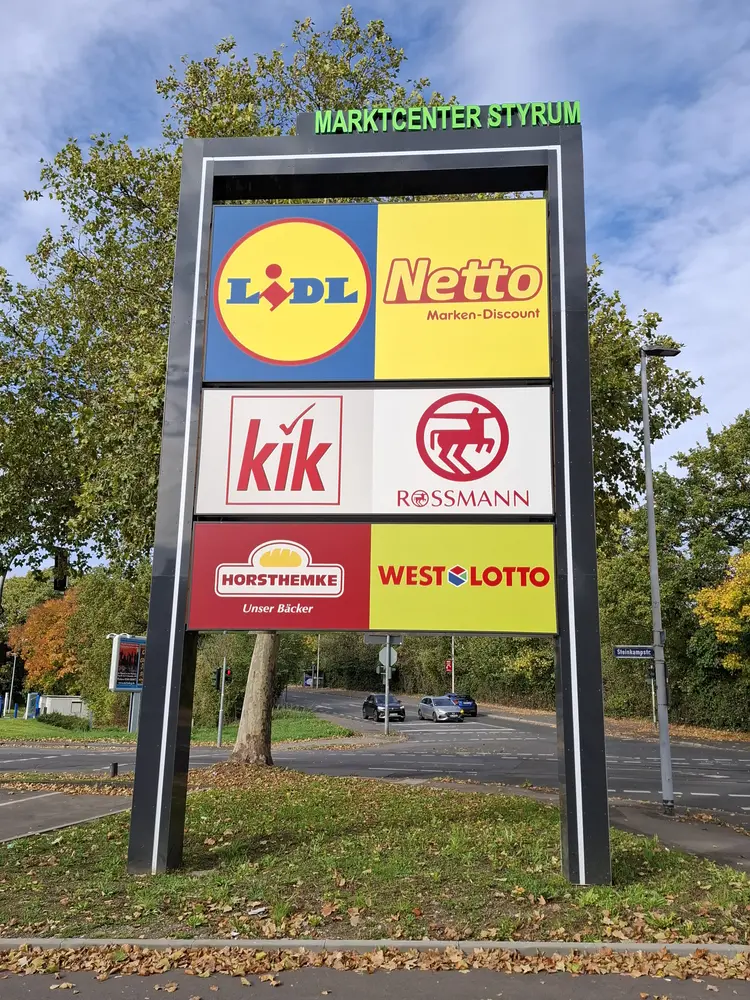 MARKTCENTER STYRUM
LiDL
Netto
Marken-Discount
kik
ROSSMANN
HORSTHEMKE
Unser Bäcker
WEST LOTTO
Steinkampstr.